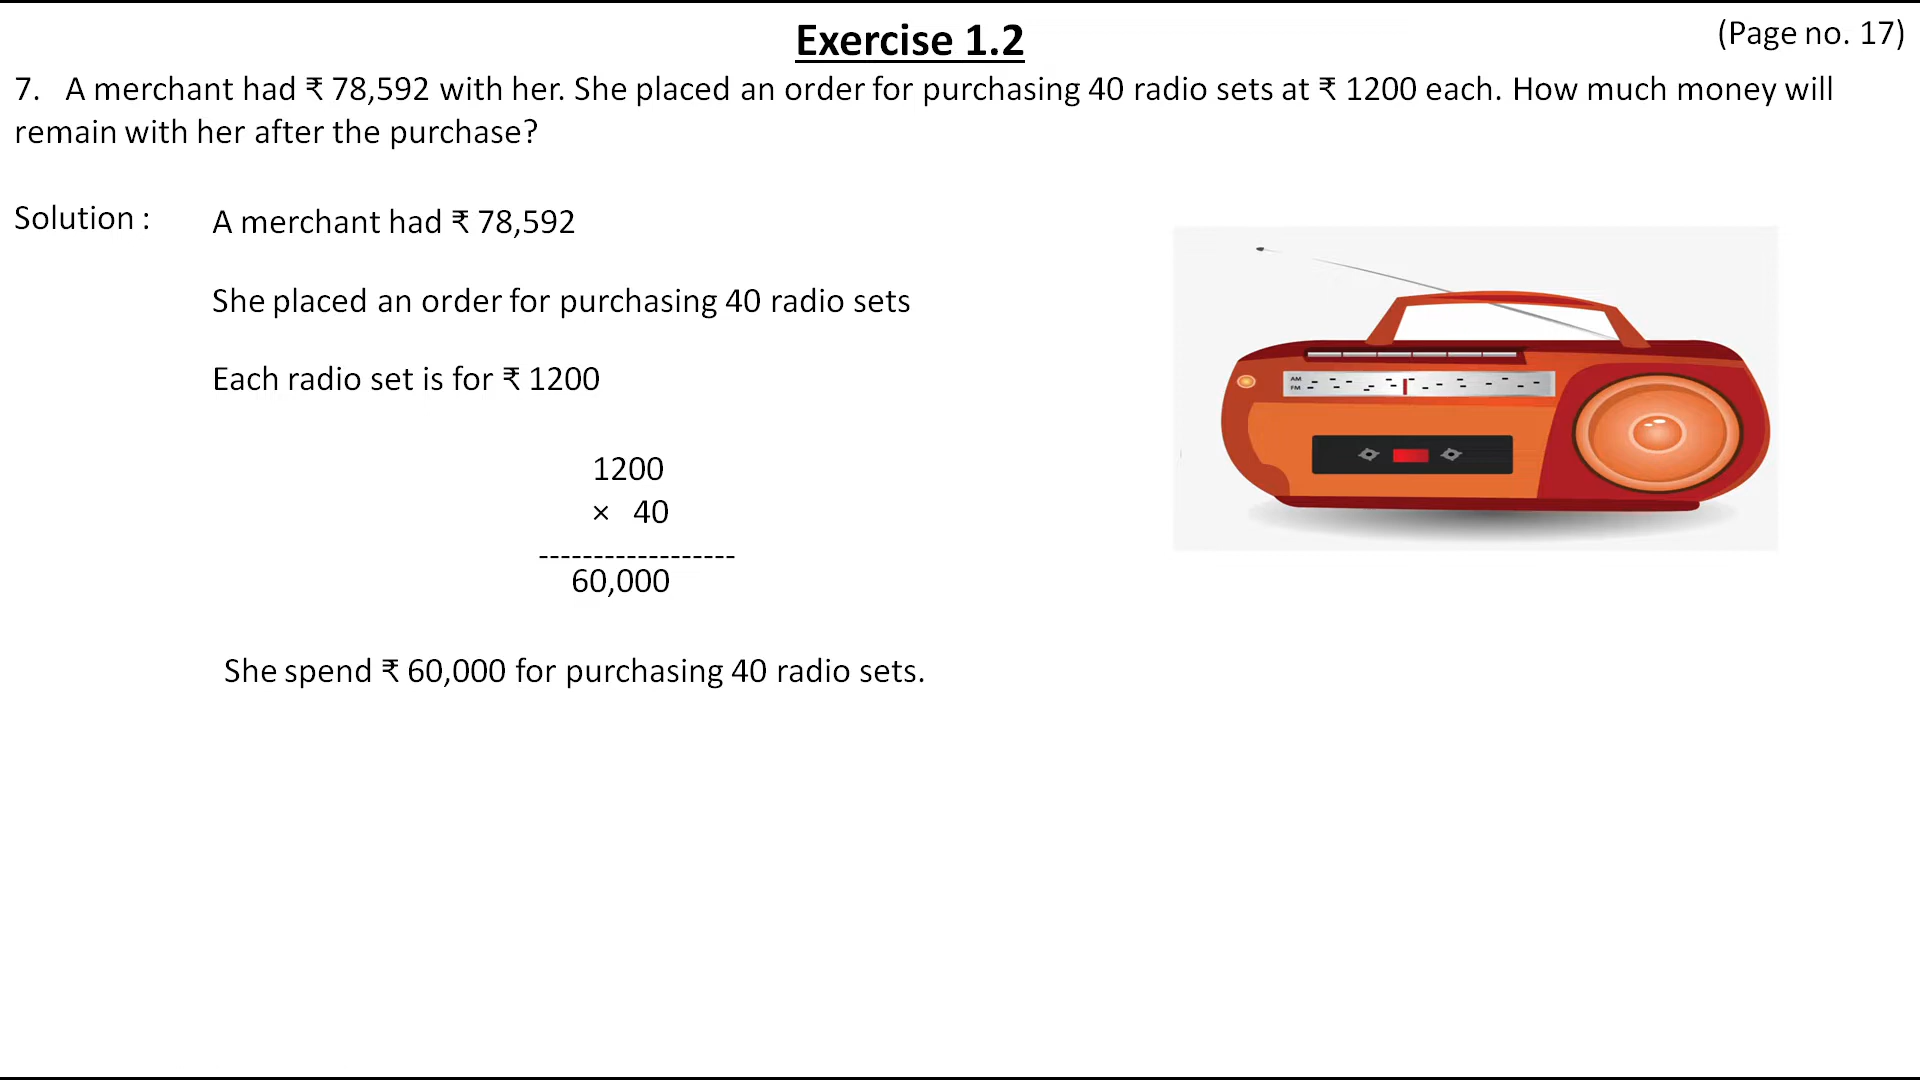 Exercise 1.2
(Page no. 17)
7. A merchant had ₹ 78,592 with her. She placed an order for purchasing 40 radio sets at ₹ 1200 each. How much money will
remain with her after the purchase?
Solution :
A merchant had ₹ 78,592
She placed an order for purchasing 40 radio sets
Each radio set is for ₹ 1200
1200
× 40
------------------
60,000
She spend ₹ 60,000 for purchasing 40 radio sets.
AM
FM